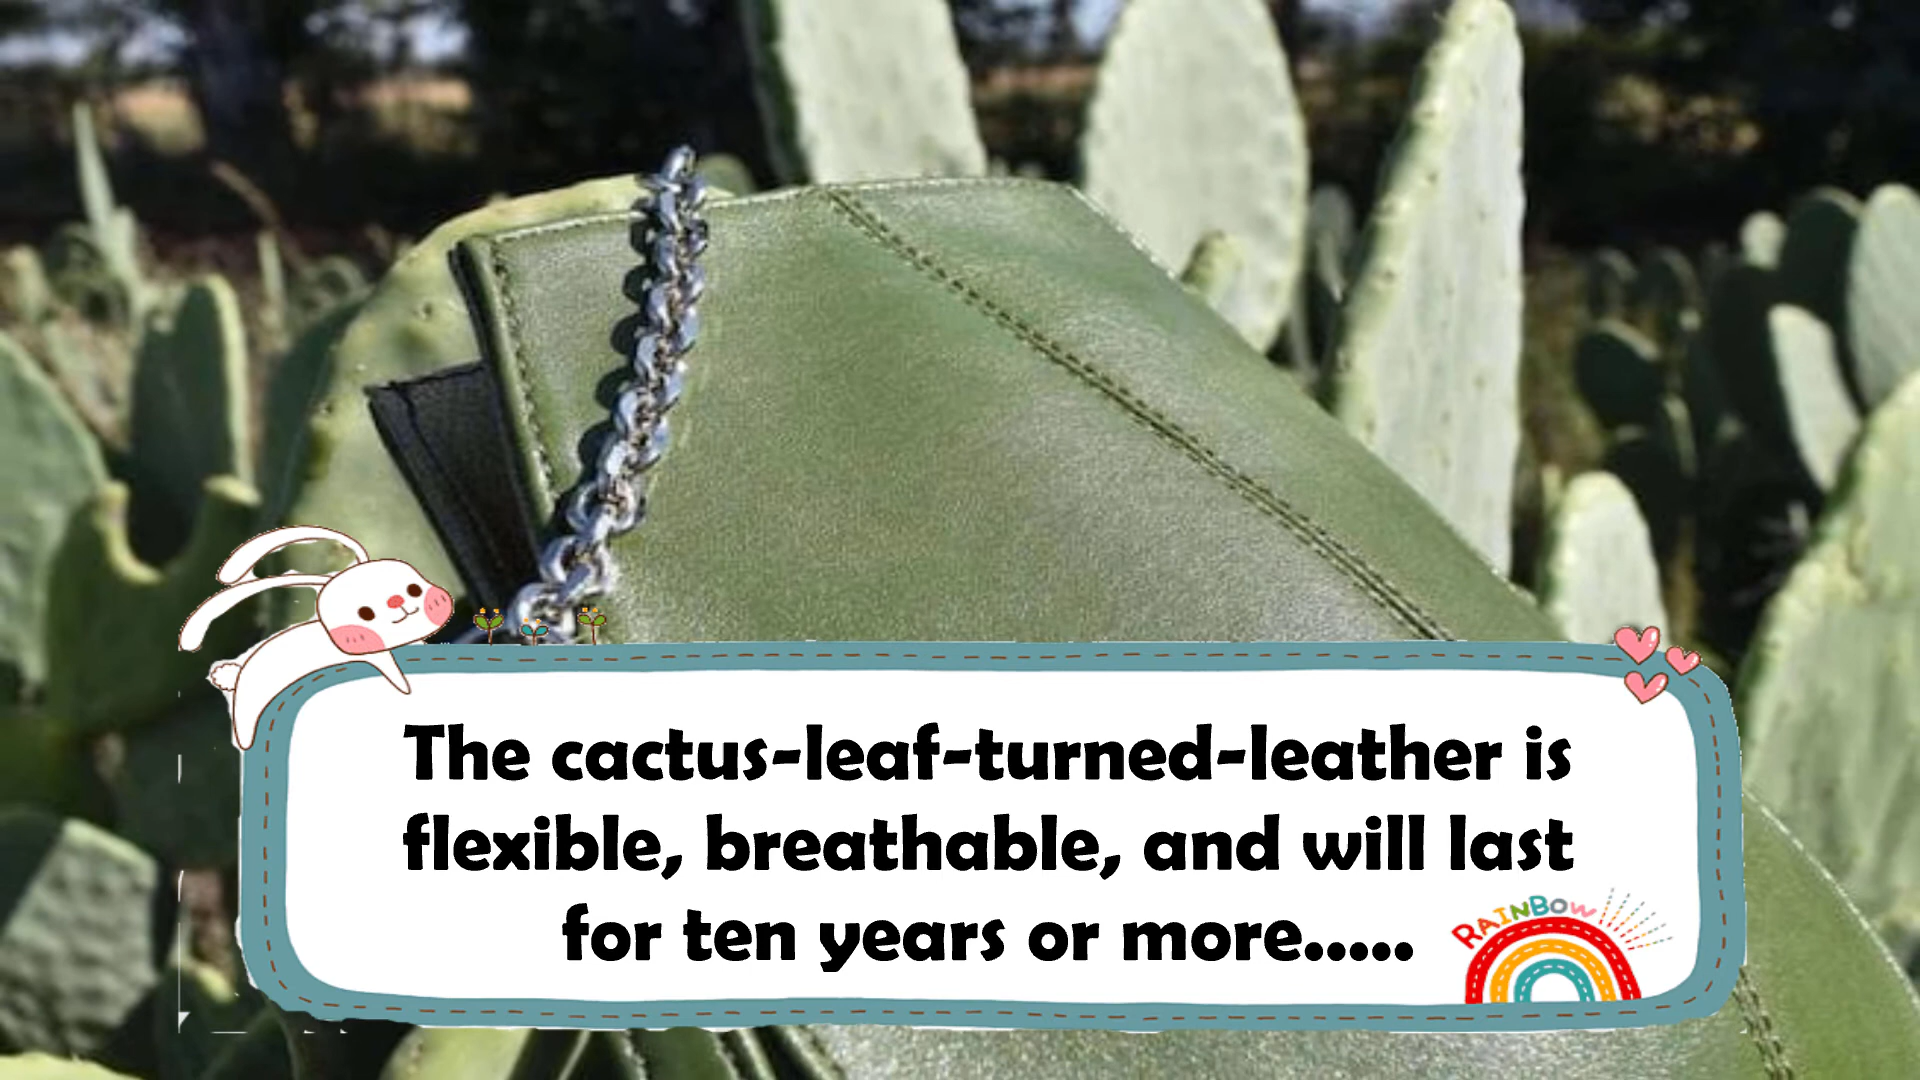 The cactus-leaf-turned-leather is
flexible, breathable, and will last
for ten years or more.....
RAINBOW